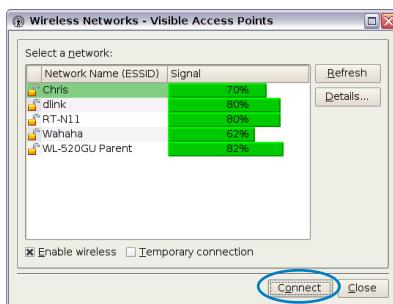 Wireless Networks - Visible Access Points
Select a network:
Network Name (ESSID) Signal
Chris 70%
dlink 80%
RT-N11 80%
Wahaha 62%
WL-520GU Parent 82%
Refresh
Details...
Enable wireless Temporary connection
Connect Close